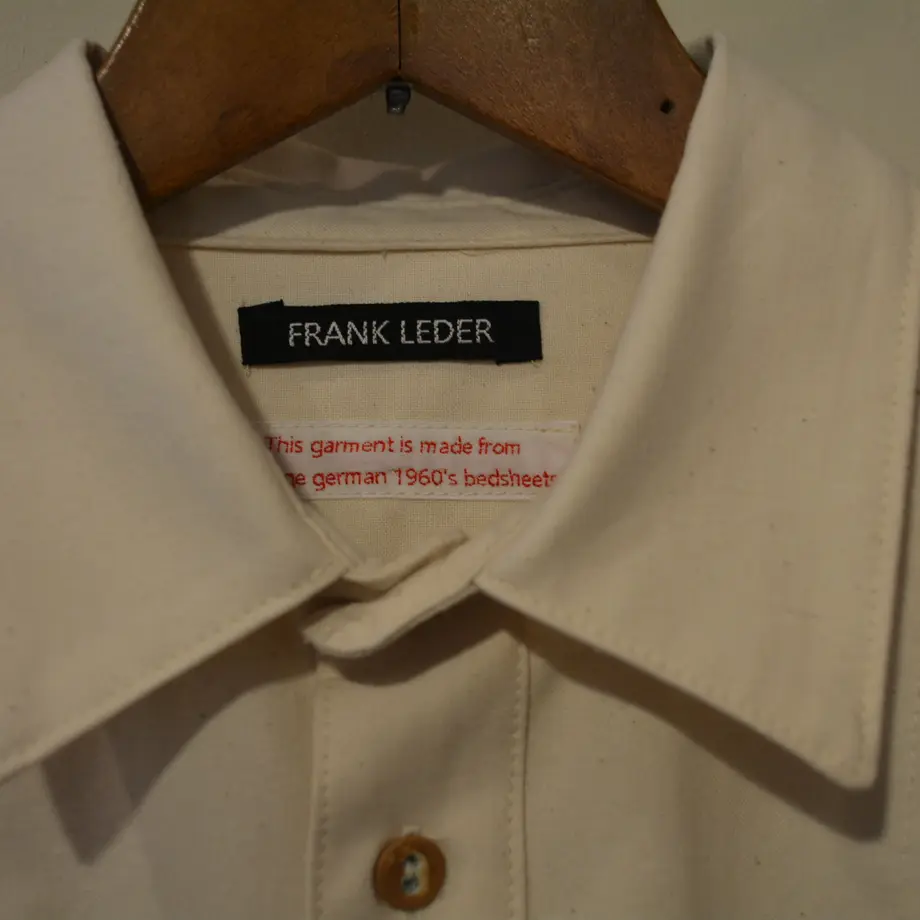 FRANK LEDER
This garment is made from
german 1960's bedsheets